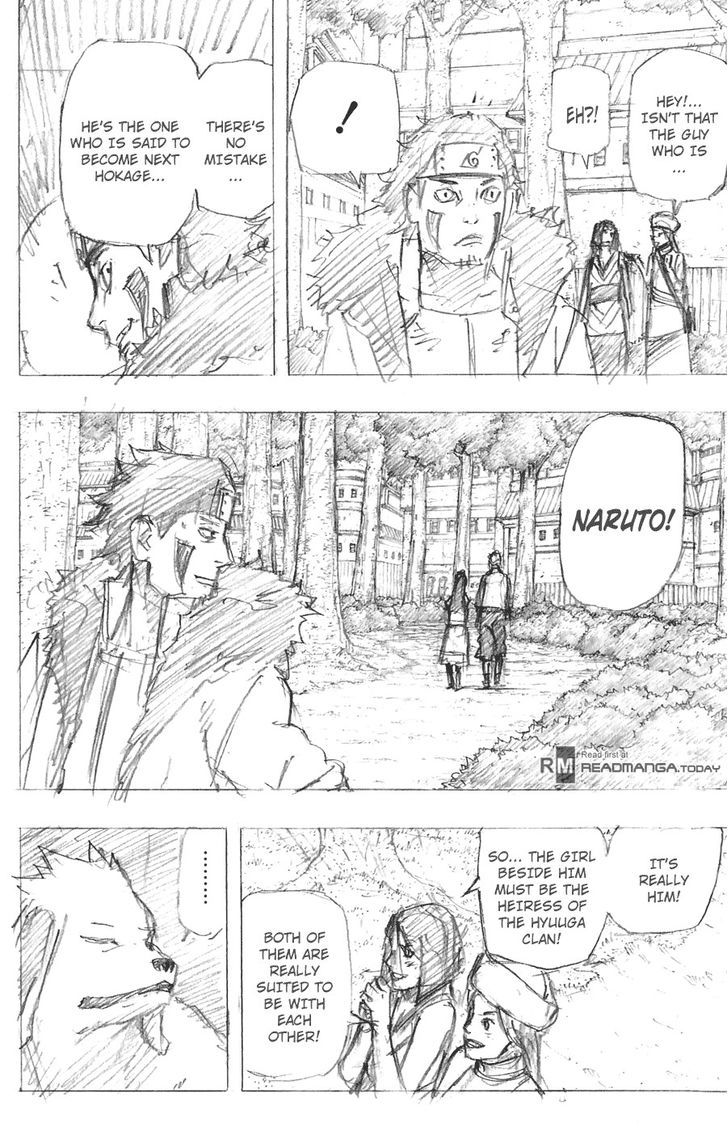 HEY!...
ISN'T THAT
THE GUY
WHO IS
...
EH?!
!
THERE'S
NO
MISTAKE
...
HE'S THE ONE
WHO IS SAID TO
BECOME NEXT
HOKAGE...
NARUTO!
Read first at
RM READMANGA.TODAY
IT'S
REALLY
HIM!
SO... THE GIRL
BESIDE HIM
MUST BE THE
HEIRESS OF
THE HYUUGA
CLAN!
BOTH OF
THEM ARE
REALLY
SUITED TO
BE WITH
EACH
OTHER!
........